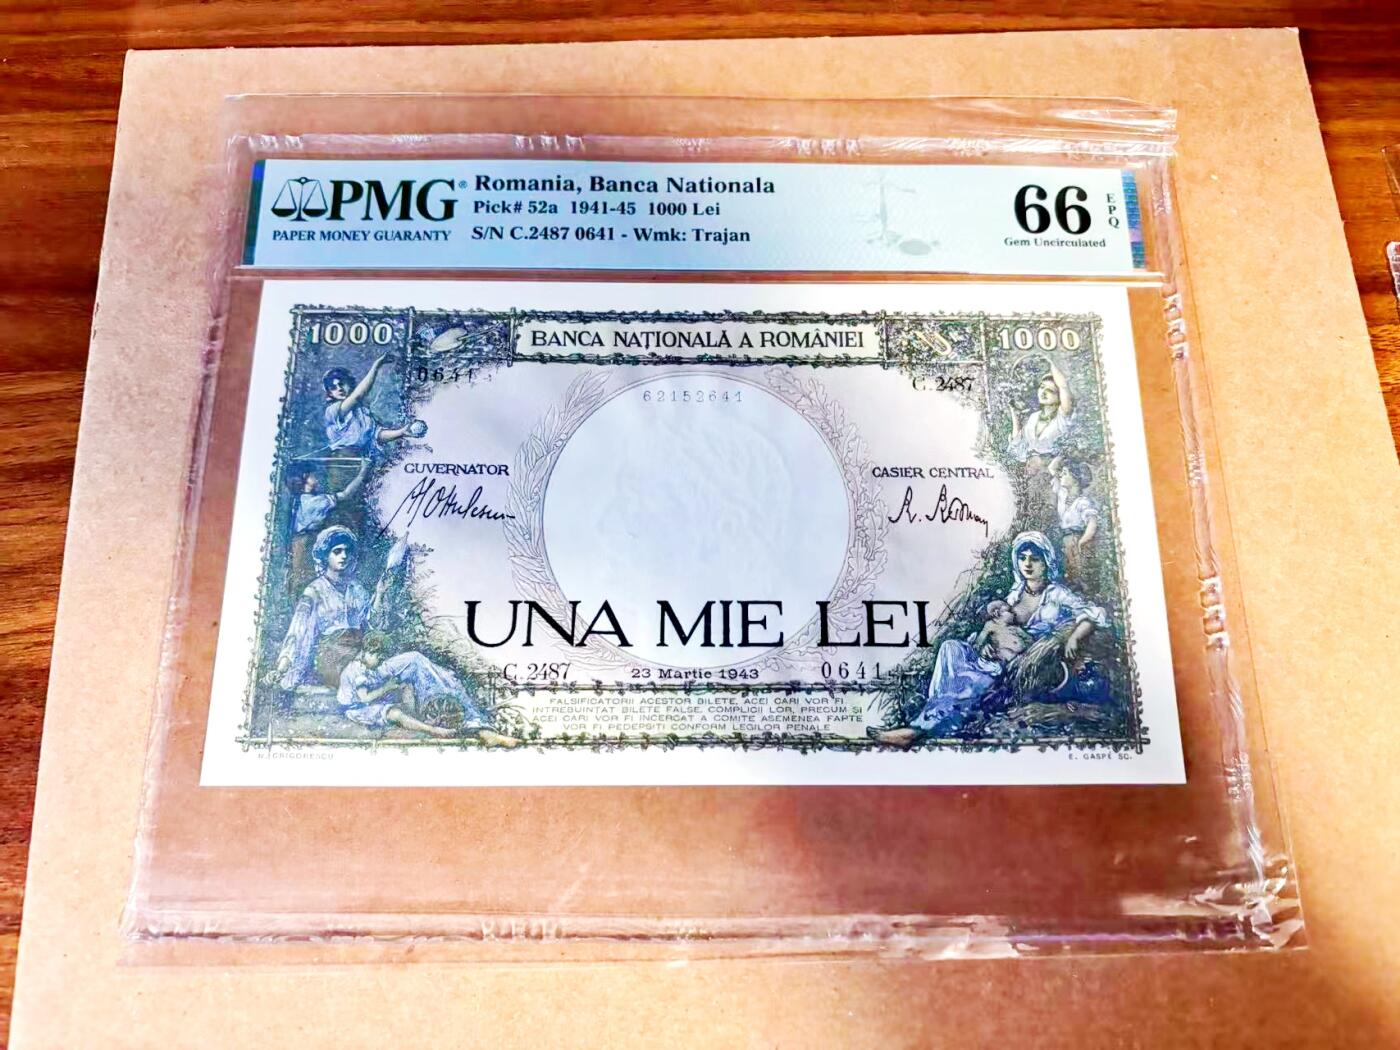 PMG®
PAPER MONEY GUARANTY
Romania, Banca Nationala
Pick# 52a 1941-45 1000 Lei
S/N C.2487 0641 - Wmk: Trajan
66
EPQ
Gem Uncirculated
1000
BANCA NAȚIONALĂ A ROMÂNIEI
1000
0641
C. 2487
62152641
GUVERNATOR
CASIER CENTRAL
UNA MIE LEI
C. 2487
23 Martie 1943
0641
FALSIFICATORII ACESTOR BILETE, ACEI CARI VOR FI
INTREBUINTAT BILETE FALSE, COMPLICII LOR, PRECUM ȘI
ACEI CARI VOR FI INCERCAT A COMITE ASEMENEA FAPTE
VOR FI PEDEPSITI CONFORM LEGILOR PENALE
N. GRIGORESCU
E. GASPÉ SC.